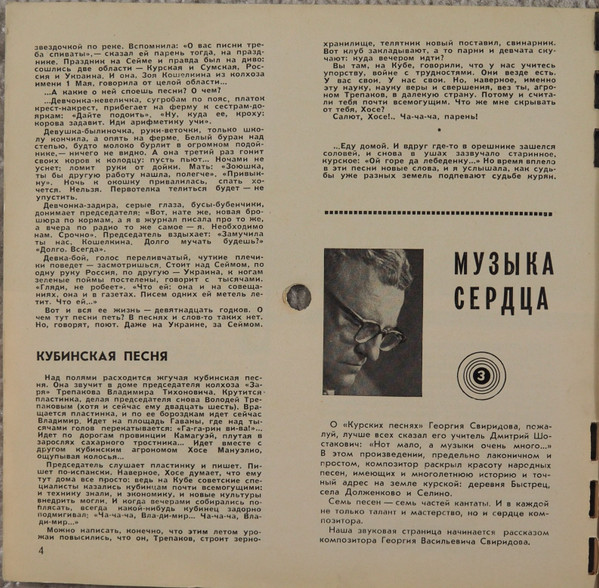 звездочкой по реке. Вспомнила: «О вас песни тре-
ба спиваты»,— сказал ей парень тогда, на празд-
нике. Праздник на Сейме и правда был на диво:
сошлись две области — Курская и Сумская, Рос-
сия и Украина. И она, Зоя Кошелкина из колхоза
имени 1 Мая, говорила от целой области...
...А какие о ней споешь песни? О чем?
...Девчонка-невеличка, сугробам по пояс, платок
крест-накрест, прибегает на ферму к сестрам-до-
яркам: «Дайте подоить», «Ну, куда ее, кроху:
корова задавит. Иди арифметику учи».
Девушка-былиночка, руки-веточки, только шко-
лу кончила, а опять на ферме. Белый буран над
степью, будто молоко бурлит в огромном подой-
нике,— ничего не видно. А она третий раз гонит
своих коров к колодцу: пусть пьют... Ночами не
уснет: ломит руки от дойки. Мать: «Зоюшка,
ты бы другую работу нашла, полегче». «Привык-
ну». Ночь к окошку привалилась, спать хо-
чется. Нельзя. Первотелка телиться будет — не
упустить.
Девчонка-задира, серые глаза, бусы-бубенчики,
донимает председателя: «Вот, нате же, новая бро-
шюра по кормам, а я в журнал писала про то же,
а вчера по радио то же самое — я. Необходимо
нам. Срочно». Председатель вздыхает: «Замучила
ты нас, Кошелкина. Долго мучать будешь?»
«Долго. Всегда».
Девка-бой, голос переливчатый, чуткие плечи-
ки поведет — засмотришься. Стоит над Сеймом, по
одну руку Россия, по другую — Украина, к ногам
зеленые поймы постелены, говорит с тысячами.
«Гляди, не робеет». «Что ей: она и на совеща-
ниях, она и в газетах. Писем одних ей метель ле-
тит. Что ей...»
Вот и вся ее жизнь — девятнадцать годков. О
чем тут песни петь? В песнях и слов-то таких нет.
Но, говорят, поют. Даже на Украине, за Сеймом.
КУБИНСКАЯ ПЕСНЯ
Над полями расходится жгучая кубинская пес-
ня. Она звучит в доме председателя колхоза «За-
ря» Трепакова Владимира Тихоновича. Крутится
пластинка, делая председателя снова Володей Тре-
паковым (хотя и сейчас ему двадцать шесть). Вра-
щается пластинка, и по ее бороздам идет сейчас
Владимир. Идет на площадь Гаваны, где над ты-
сячами голов перекатывается: «Га-га-рин ви-ва!»...
Идет по дорогам провинции Камагуэй, плутая в
зарослях сахарного тростника... Идет вместе с
другом кубинским агрономом Хосе Мануэлио,
ощупывая колосья...
Председатель слушает пластинку и пишет. Пи-
шет по-испански. Наверное, Хосе думает, что ему
тут дома все просто: ведь на Кубе советские спе-
циалисты казались кубинцам почти всемогущими:
и технику знали, и экономику, и новые культуры
внедрить могли. И когда вечерами собирались по-
плясать, всегда какой-нибудь кубинец задорно
подмигивал: «Ча-ча-ча, Вла-ди-мир... Ча-ча-ча, Вла-
ди-мир...»
Можно написать, конечно, что этим летом уро-
жаи повысились, что он, Трепаков, строит зерно-
4
хранилище, телятник новый поставил, свинарник.
Вот клуб закладывают, а то парни и девчата ску-
чают: куда вечером идти?
Вы там, на Кубе, говорили, что у нас учитесь
упорству, войне с трудностями. Они везде есть.
У вас свои. У нас свои. Но, наверное, именно
эту науку, науку веры и свершения, вез ты, агро-
ном Трепаков, в далекую страну. Потому и счита-
ли тебя почти всемогущим. Что же мне скрывать
от тебя, Хосе?
Салют, Хосе!.. Ча-ча-ча, парень!
*
...Еду домой. И вдруг где-то в орешнике зашелся
соловей, и снова в ушах зазвучало старинное,
курское: «Ой горе да лебеденку...» Но время вплело
в эти песни новые слова, и я услышала, как судь-
бы уже разных земель подпевают судьбе курян.
МУЗЫКА
СЕРДЦА
3
О «Курских песнях» Георгия Свиридова, пожа-
луй, лучше всех сказал его учитель Дмитрий Шо-
стакович: «Нот мало, а музыки очень много...»
В этом произведении, предельно лаконичном и
простом, композитор раскрыл красоту народных
песен, имеющих и многолетнюю историю и точ-
ный адрес на земле курской: деревня Быстрец,
села Долженково и Селино.
Семь песен — семь частей кантаты. И в каждой
не только талант и мастерство, но и сердце ком-
позитора.
Наша звуковая страница начинается рассказом
композитора Георгия Васильевича Свиридова.